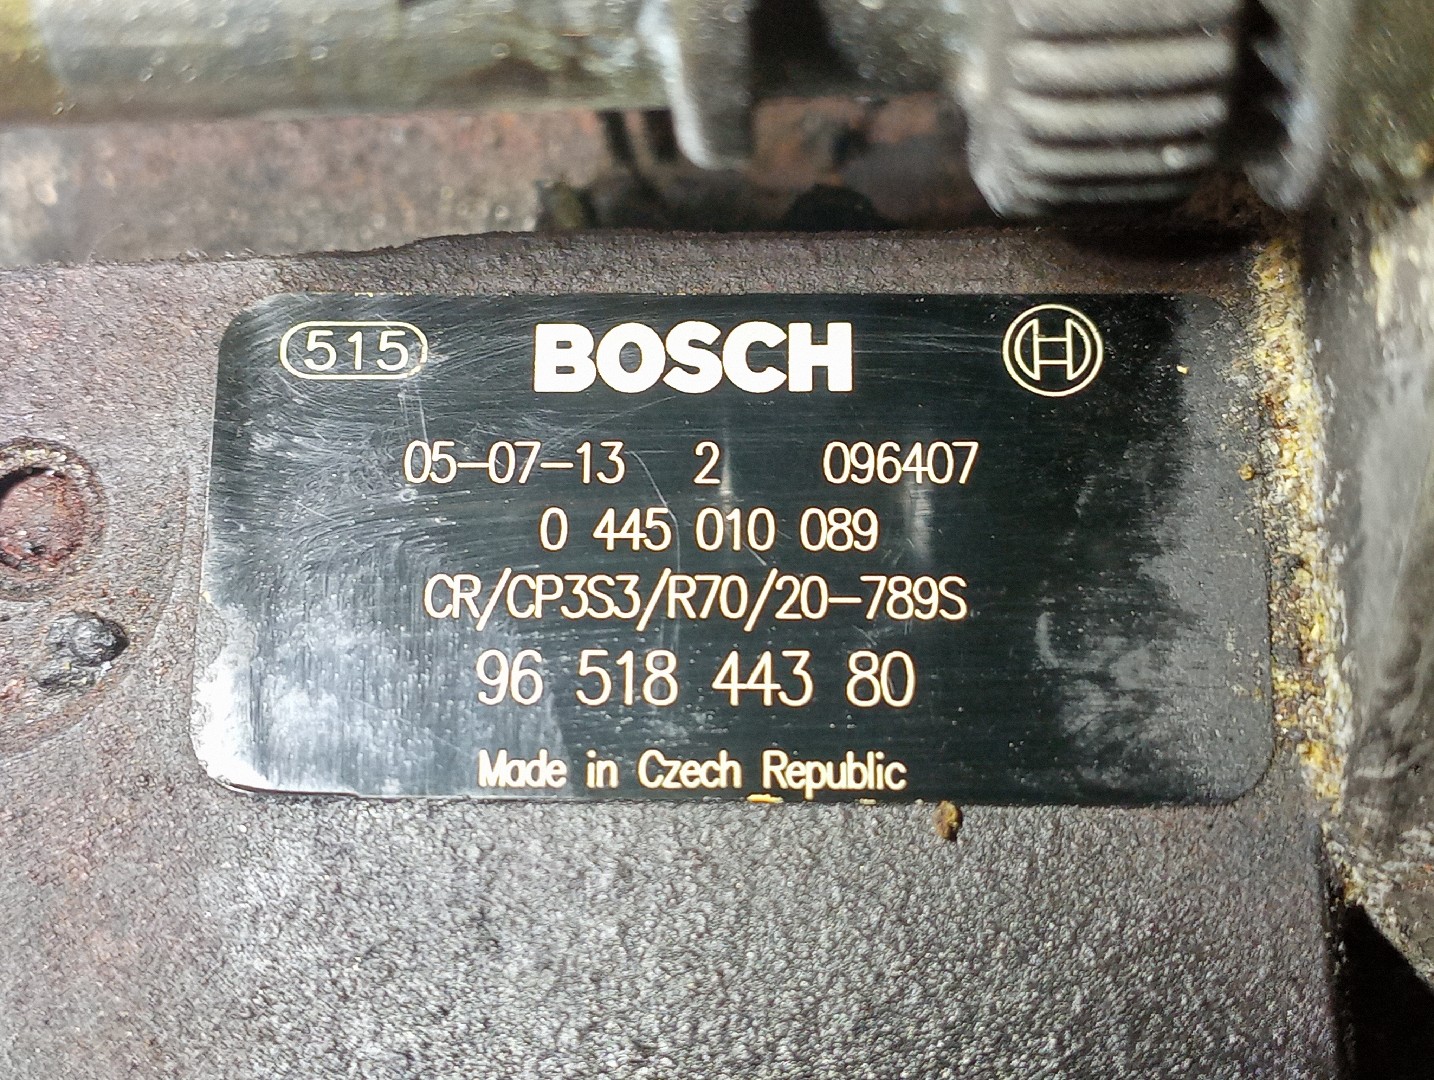 515 BOSCH
05-07-13 2 096407
0 445 010 089
CR/CP3S3/R70/20-789S
96 518 443 80
Made in Czech Republic